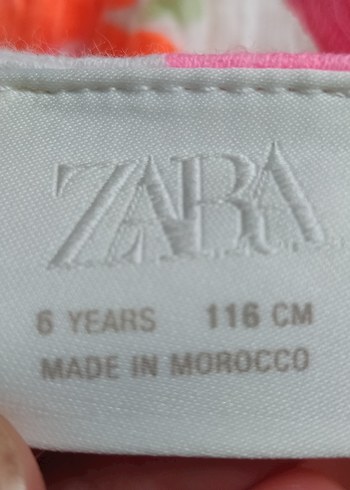 ZARA
6 YEARS 116 CM
MADE IN MOROCCO